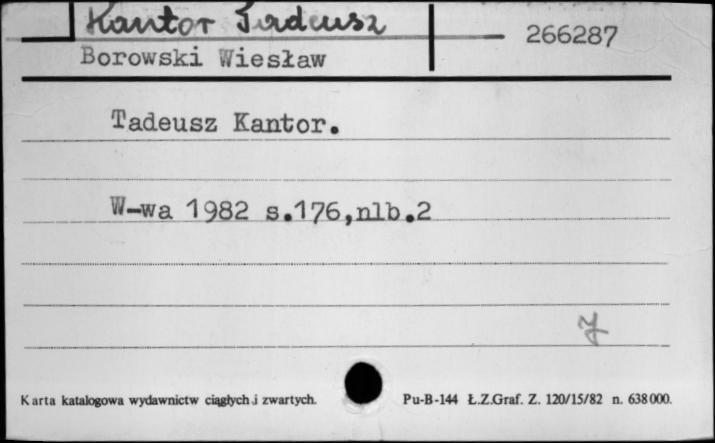 Kantor Tadeusz
266287
Borowski Wiesław
Tadeusz Kantor.
W-wa 1982 s.176,nlb.2
Karta katalogowa wydawnictw ciągłych i zwartych.
Pu-B-144 Ł.Z.Graf. Z. 120/15/82 n. 638000.